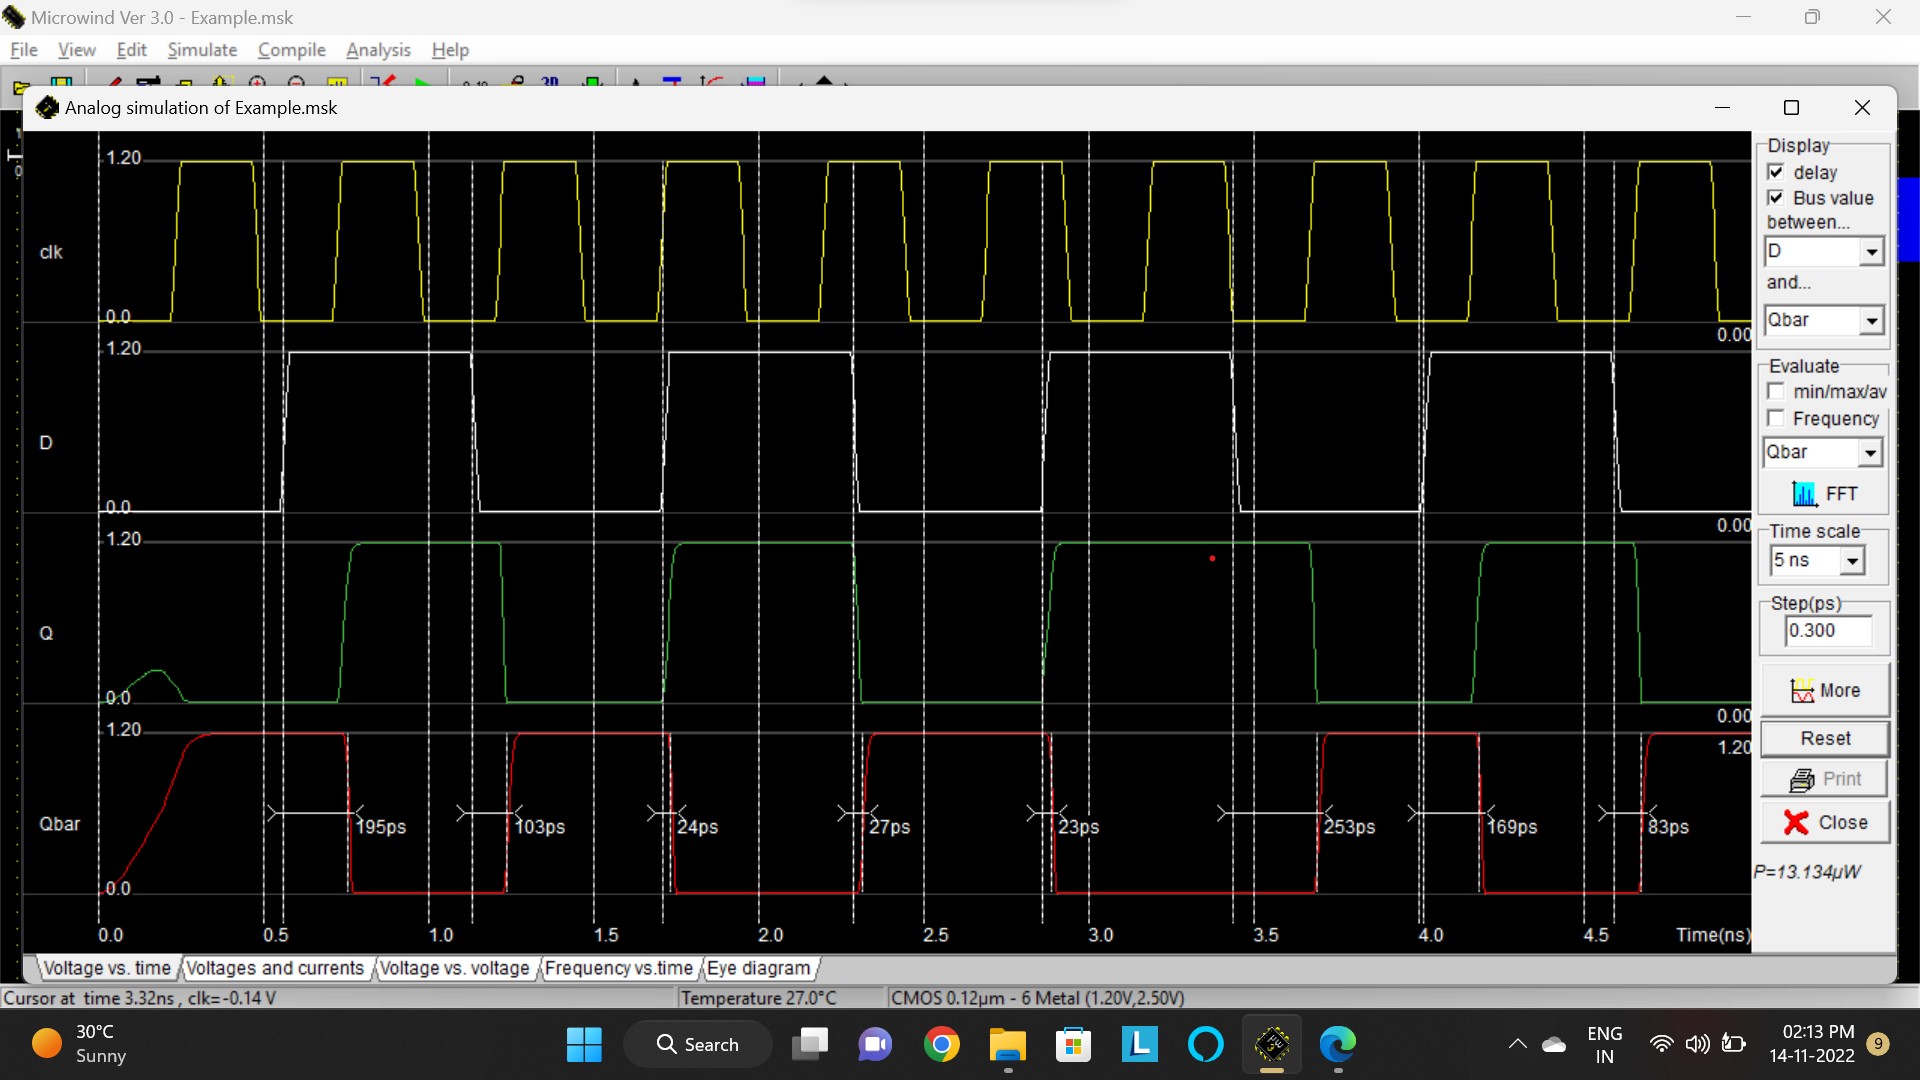 Microwind Ver 3.0 - Example.msk
File View Edit Simulate Compile Analysis Help
Analog simulation of Example.msk
1.20
clk
0.0
0.00
1.20
D
0.0
0.00
1.20
Q
0.0
0.00
1.20
1.20
Qbar
195ps 103ps 24ps 27ps 23ps 253ps 169ps 83ps
0.0
0.0 0.5 1.0 1.5 2.0 2.5 3.0 3.5 4.0 4.5 Time(ns)
Display
delay
Bus value
between...
D
and...
Qbar
Evaluate
min/max/av
Frequency
Qbar
FFT
Time scale
5 ns
Step(ps)
0.300
More
Reset
Print
Close
P=13.134µW
Voltage vs. time Voltages and currents Voltage vs. voltage Frequency vs.time Eye diagram
Cursor at time 3.32ns , clk=-0.14 V Temperature 27.0°C CMOS 0.12µm - 6 Metal (1.20V,2.50V)
30°C
Sunny
Search
L
ENG
IN
02:13 PM
14-11-2022
9